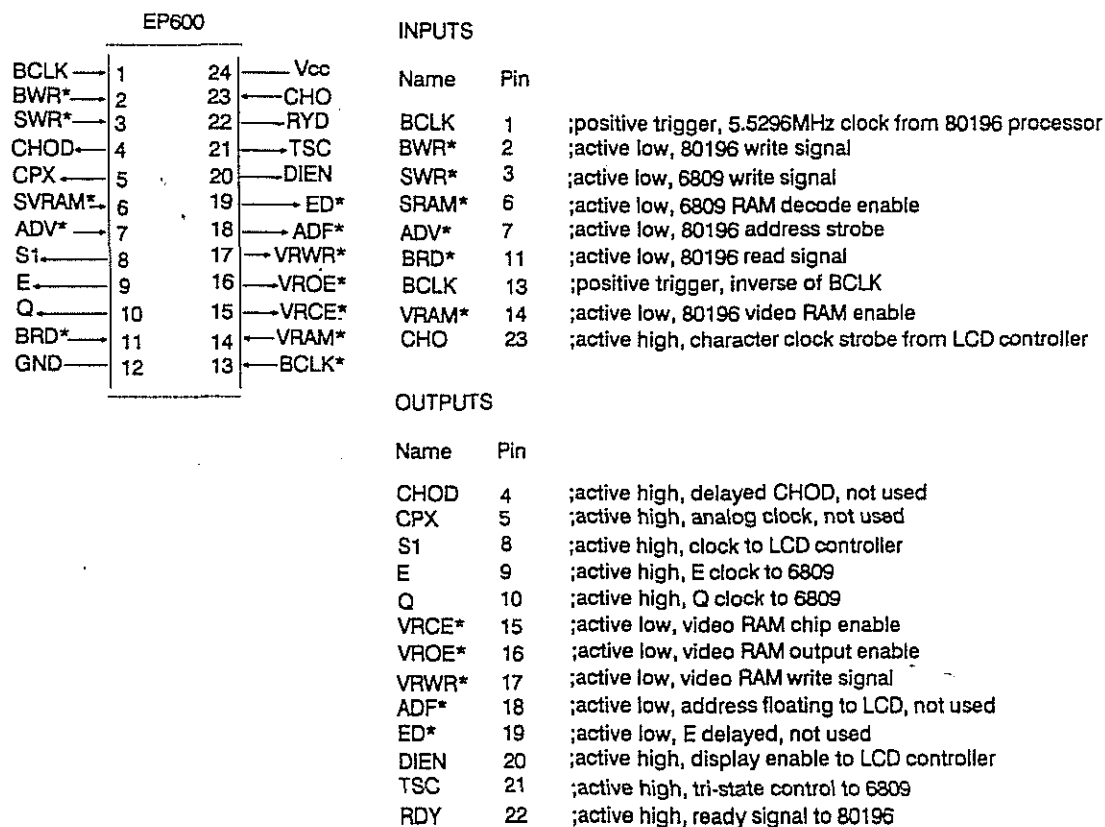 EP600
BCLK 1 24 Vcc
BWR* 2 23 CHO
SWR* 3 22 RYD
CHOD 4 21 TSC
CPX 5 20 DIEN
SVRAM* 6 19 ED*
ADV* 7 18 ADF*
S1 8 17 VRWR*
E 9 16 VROE*
Q 10 15 VRCE*
BRD* 11 14 VRAM*
GND 12 13 BCLK*
INPUTS
Name Pin
BCLK 1 ;positive trigger, 5.5296MHz clock from 80196 processor
BWR* 2 ;active low, 80196 write signal
SWR* 3 ;active low, 6809 write signal
SRAM* 6 ;active low, 6809 RAM decode enable
ADV* 7 ;active low, 80196 address strobe
BRD* 11 ;active low, 80196 read signal
BCLK 13 ;positive trigger, inverse of BCLK
VRAM* 14 ;active low, 80196 video RAM enable
CHO 23 ;active high, character clock strobe from LCD controller
OUTPUTS
Name Pin
CHOD 4 ;active high, delayed CHOD, not used
CPX 5 ;active high, analog clock, not used
S1 8 ;active high, clock to LCD controller
E 9 ;active high, E clock to 6809
Q 10 ;active high, Q clock to 6809
VRCE* 15 ;active low, video RAM chip enable
VROE* 16 ;active low, video RAM output enable
VRWR* 17 ;active low, video RAM write signal
ADF* 18 ;active low, address floating to LCD, not used
ED* 19 ;active low, E delayed, not used
DIEN 20 ;active high, display enable to LCD controller
TSC 21 ;active high, tri-state control to 6809
RDY 22 ;active high, ready signal to 80196